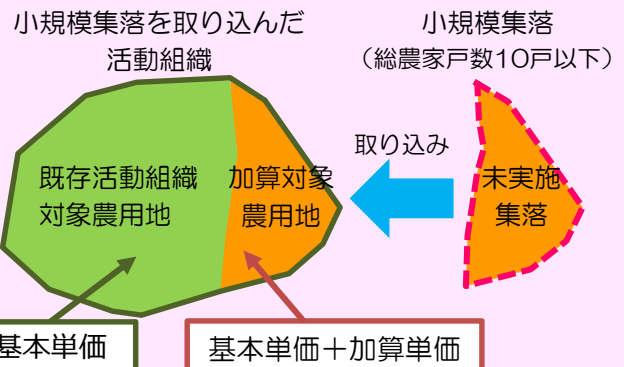 小規模集落を取り込んだ
活動組織
小規模集落
（総農家戸数10戸以下）
取り込み
既存活動組織
対象農用地
加算対象
農用地
未実施
集落
基本単価
基本単価＋加算単価